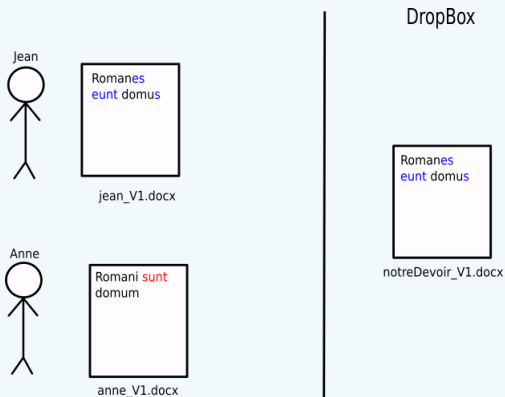 DropBox
Jean
Romanes
eunt domus
jean_V1.docx
Romanes
eunt domus
notreDevoir_V1.docx
Anne
Romani sunt
domum
anne_V1.docx